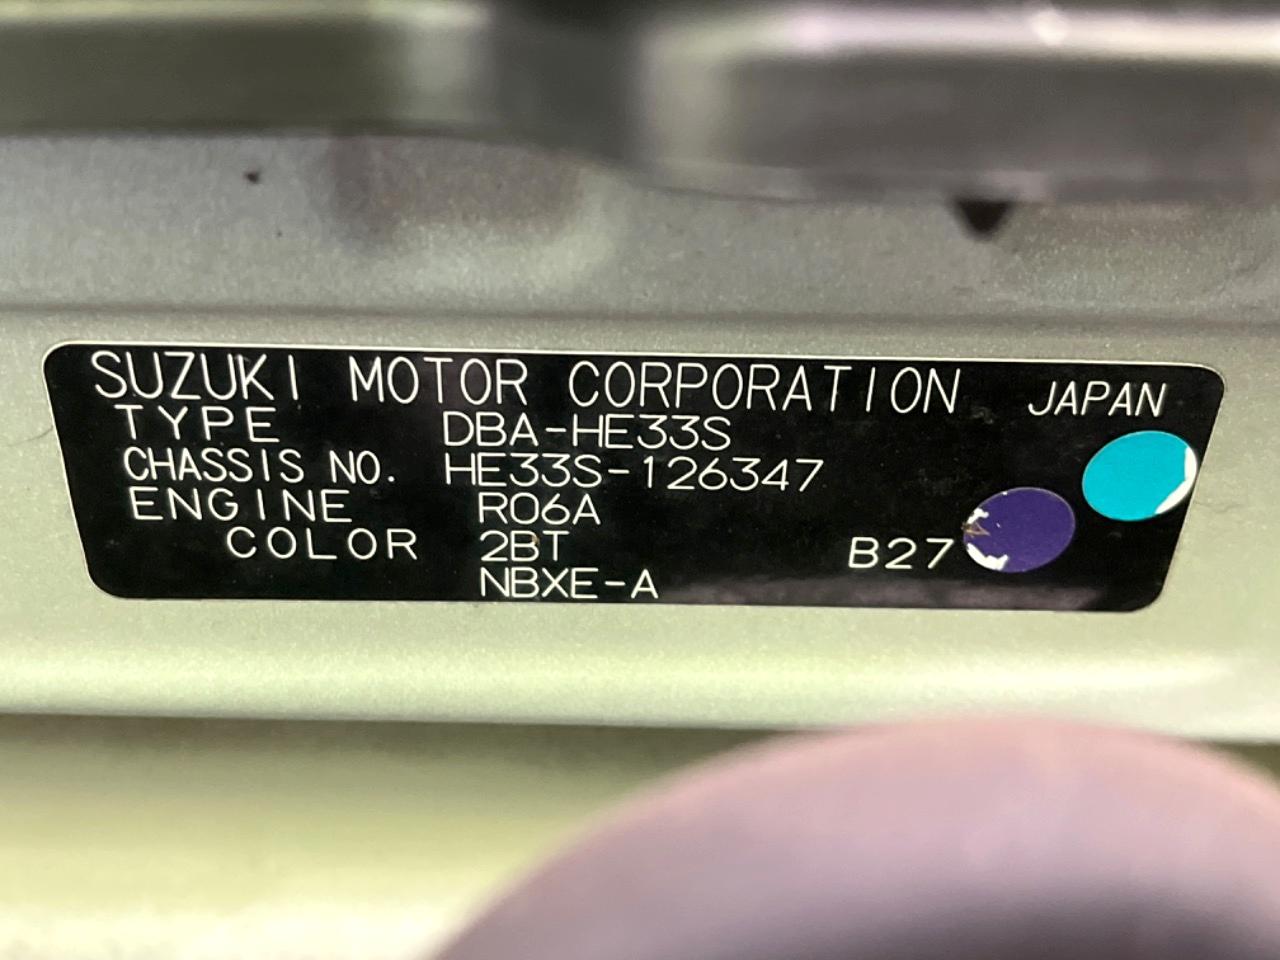 SUZUKI MOTOR CORPORATION JAPAN
TYPE DBA-HE33S
CHASSIS NO. HE33S-126347
ENGINE R06A
COLOR 2BT B27
NBXE-A